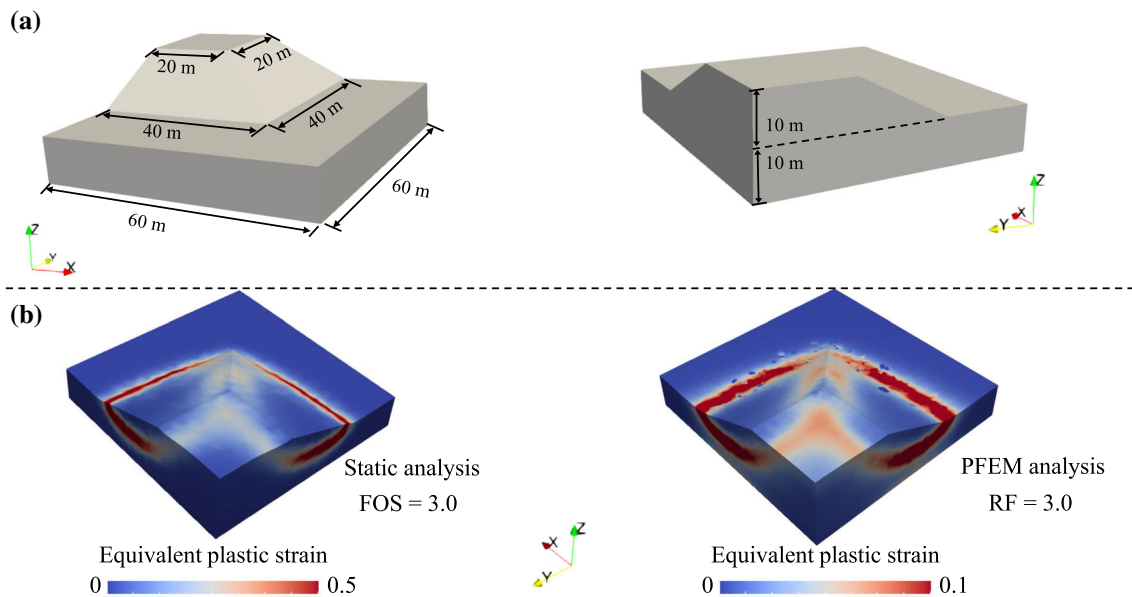 (a)
20 m
20 m
40 m
40 m
60 m
60 m
Z
Y
X
10 m
10 m
Z
X
Y
(b)
Static analysis
FOS = 3.0
PFEM analysis
RF = 3.0
Z
X
Y
Equivalent plastic strain
0
0.5
Equivalent plastic strain
0
0.1